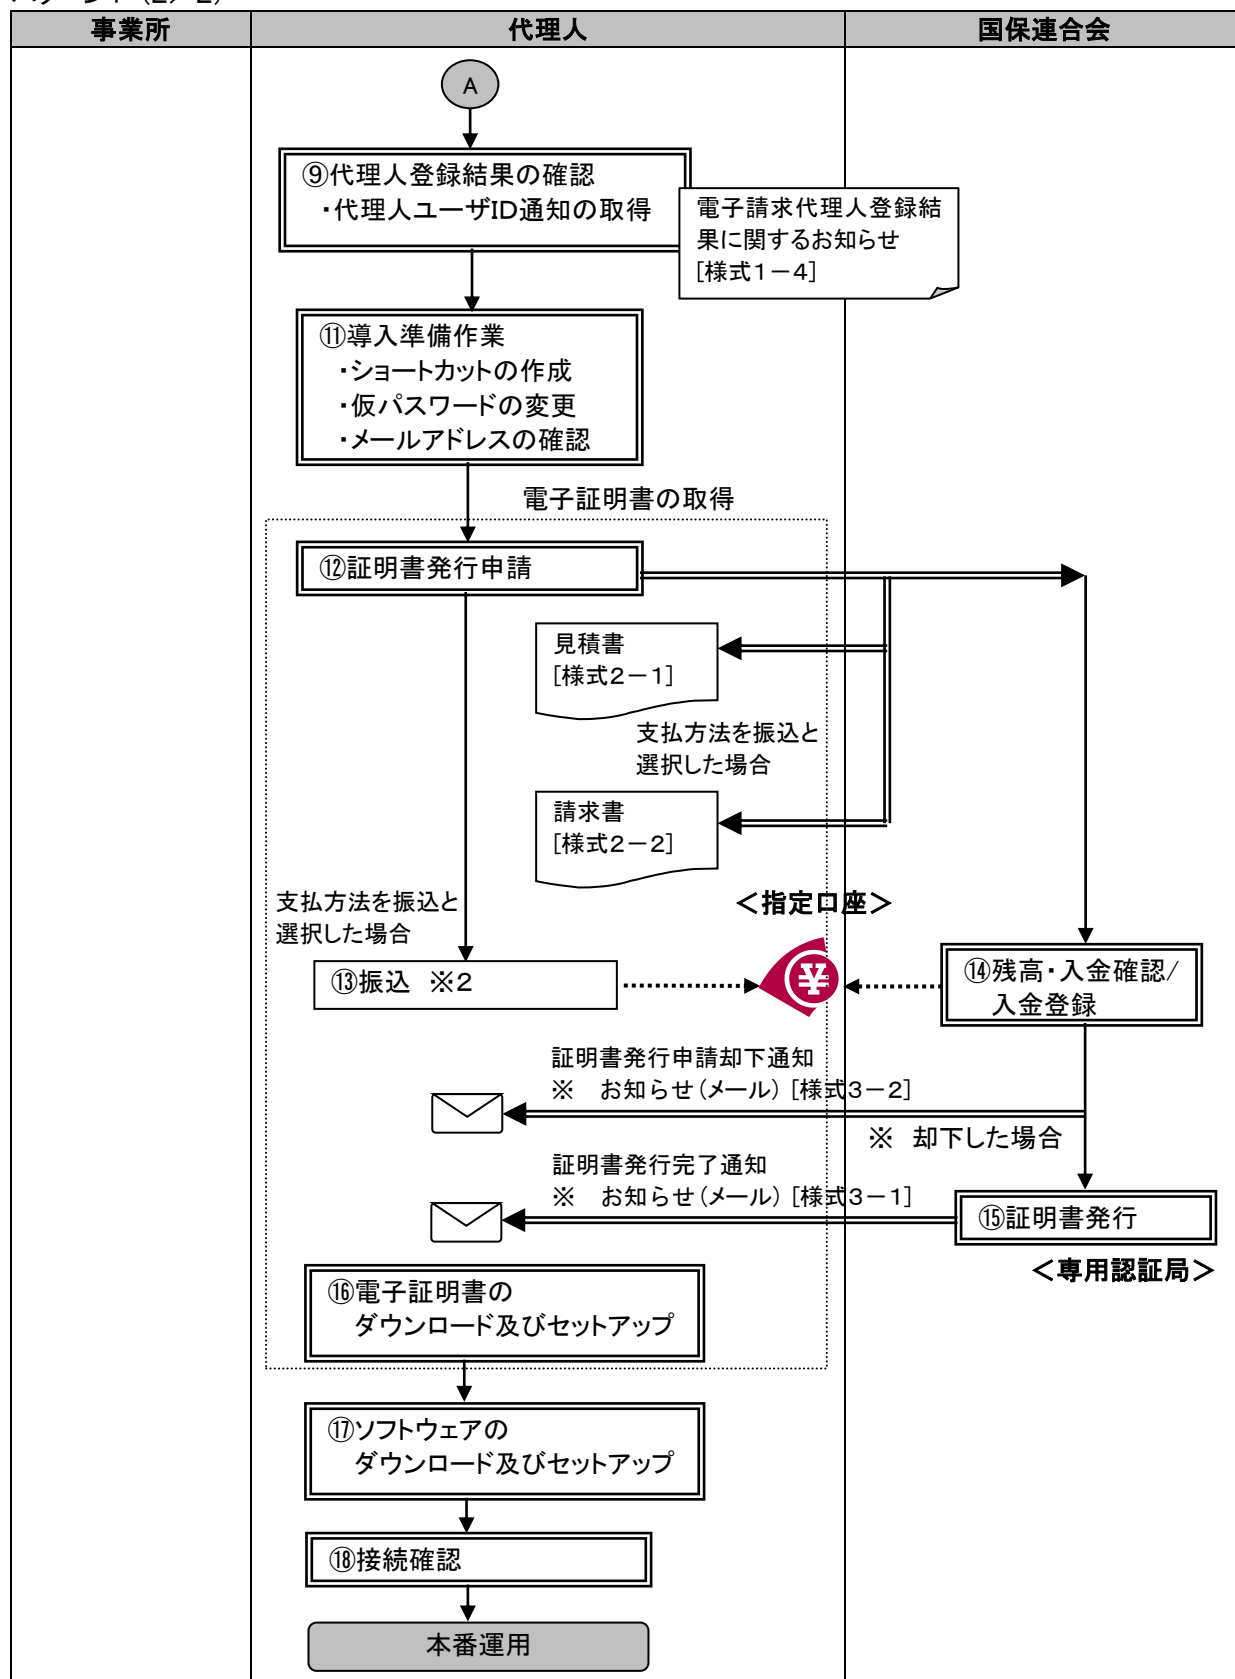 事業所
代理人
国保連合会
A
⑨代理人登録結果の確認
・代理人ユーザID通知の取得
電子請求代理人登録結
果に関するお知らせ
[様式1－4]
⑪導入準備作業
・ショートカットの作成
・仮パスワードの変更
・メールアドレスの確認
電子証明書の取得
⑫証明書発行申請
見積書
[様式2－1]
支払方法を振込と
選択した場合
請求書
[様式2－2]
支払方法を振込と
選択した場合
＜指定口座＞
⑬振込 ※2
¥
⑭残高・入金確認/
入金登録
証明書発行申請却下通知
※ お知らせ(メール) [様式3－2]
※ 却下した場合
証明書発行完了通知
※ お知らせ(メール) [様式3－1]
⑮証明書発行
＜専用認証局＞
⑯電子証明書の
ダウンロード及びセットアップ
⑰ソフトウェアの
ダウンロード及びセットアップ
⑱接続確認
本番運用